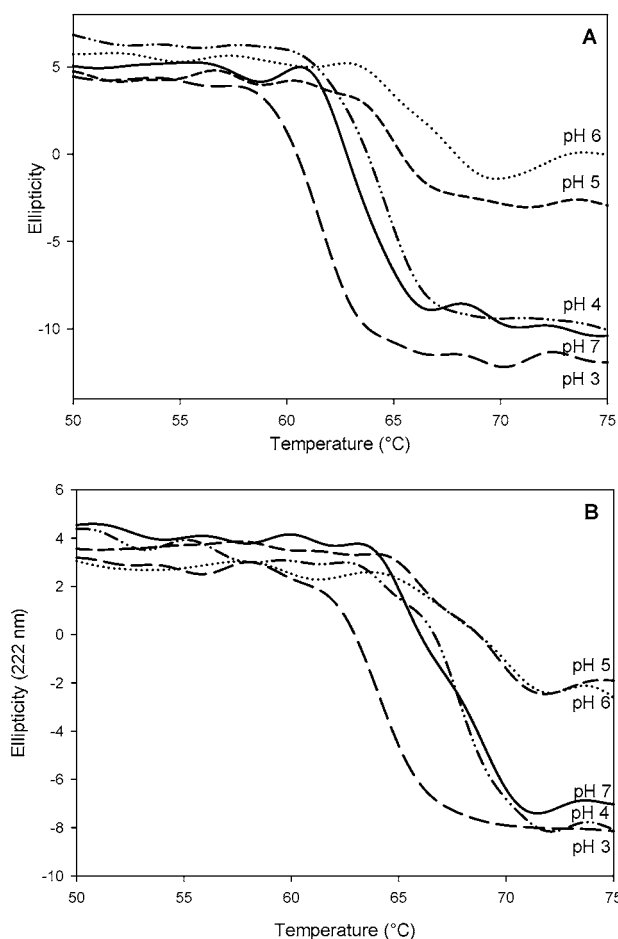 A
5
0
-5
-10
Ellipticity
pH 6
pH 5
pH 4
pH 7
pH 3
50 55 60 65 70 75
Temperature (°C)
B
6
4
2
0
-2
-4
-6
-8
-10
Ellipticity (222 nm)
pH 5
pH 6
pH 7
pH 4
pH 3
50 55 60 65 70 75
Temperature (°C)